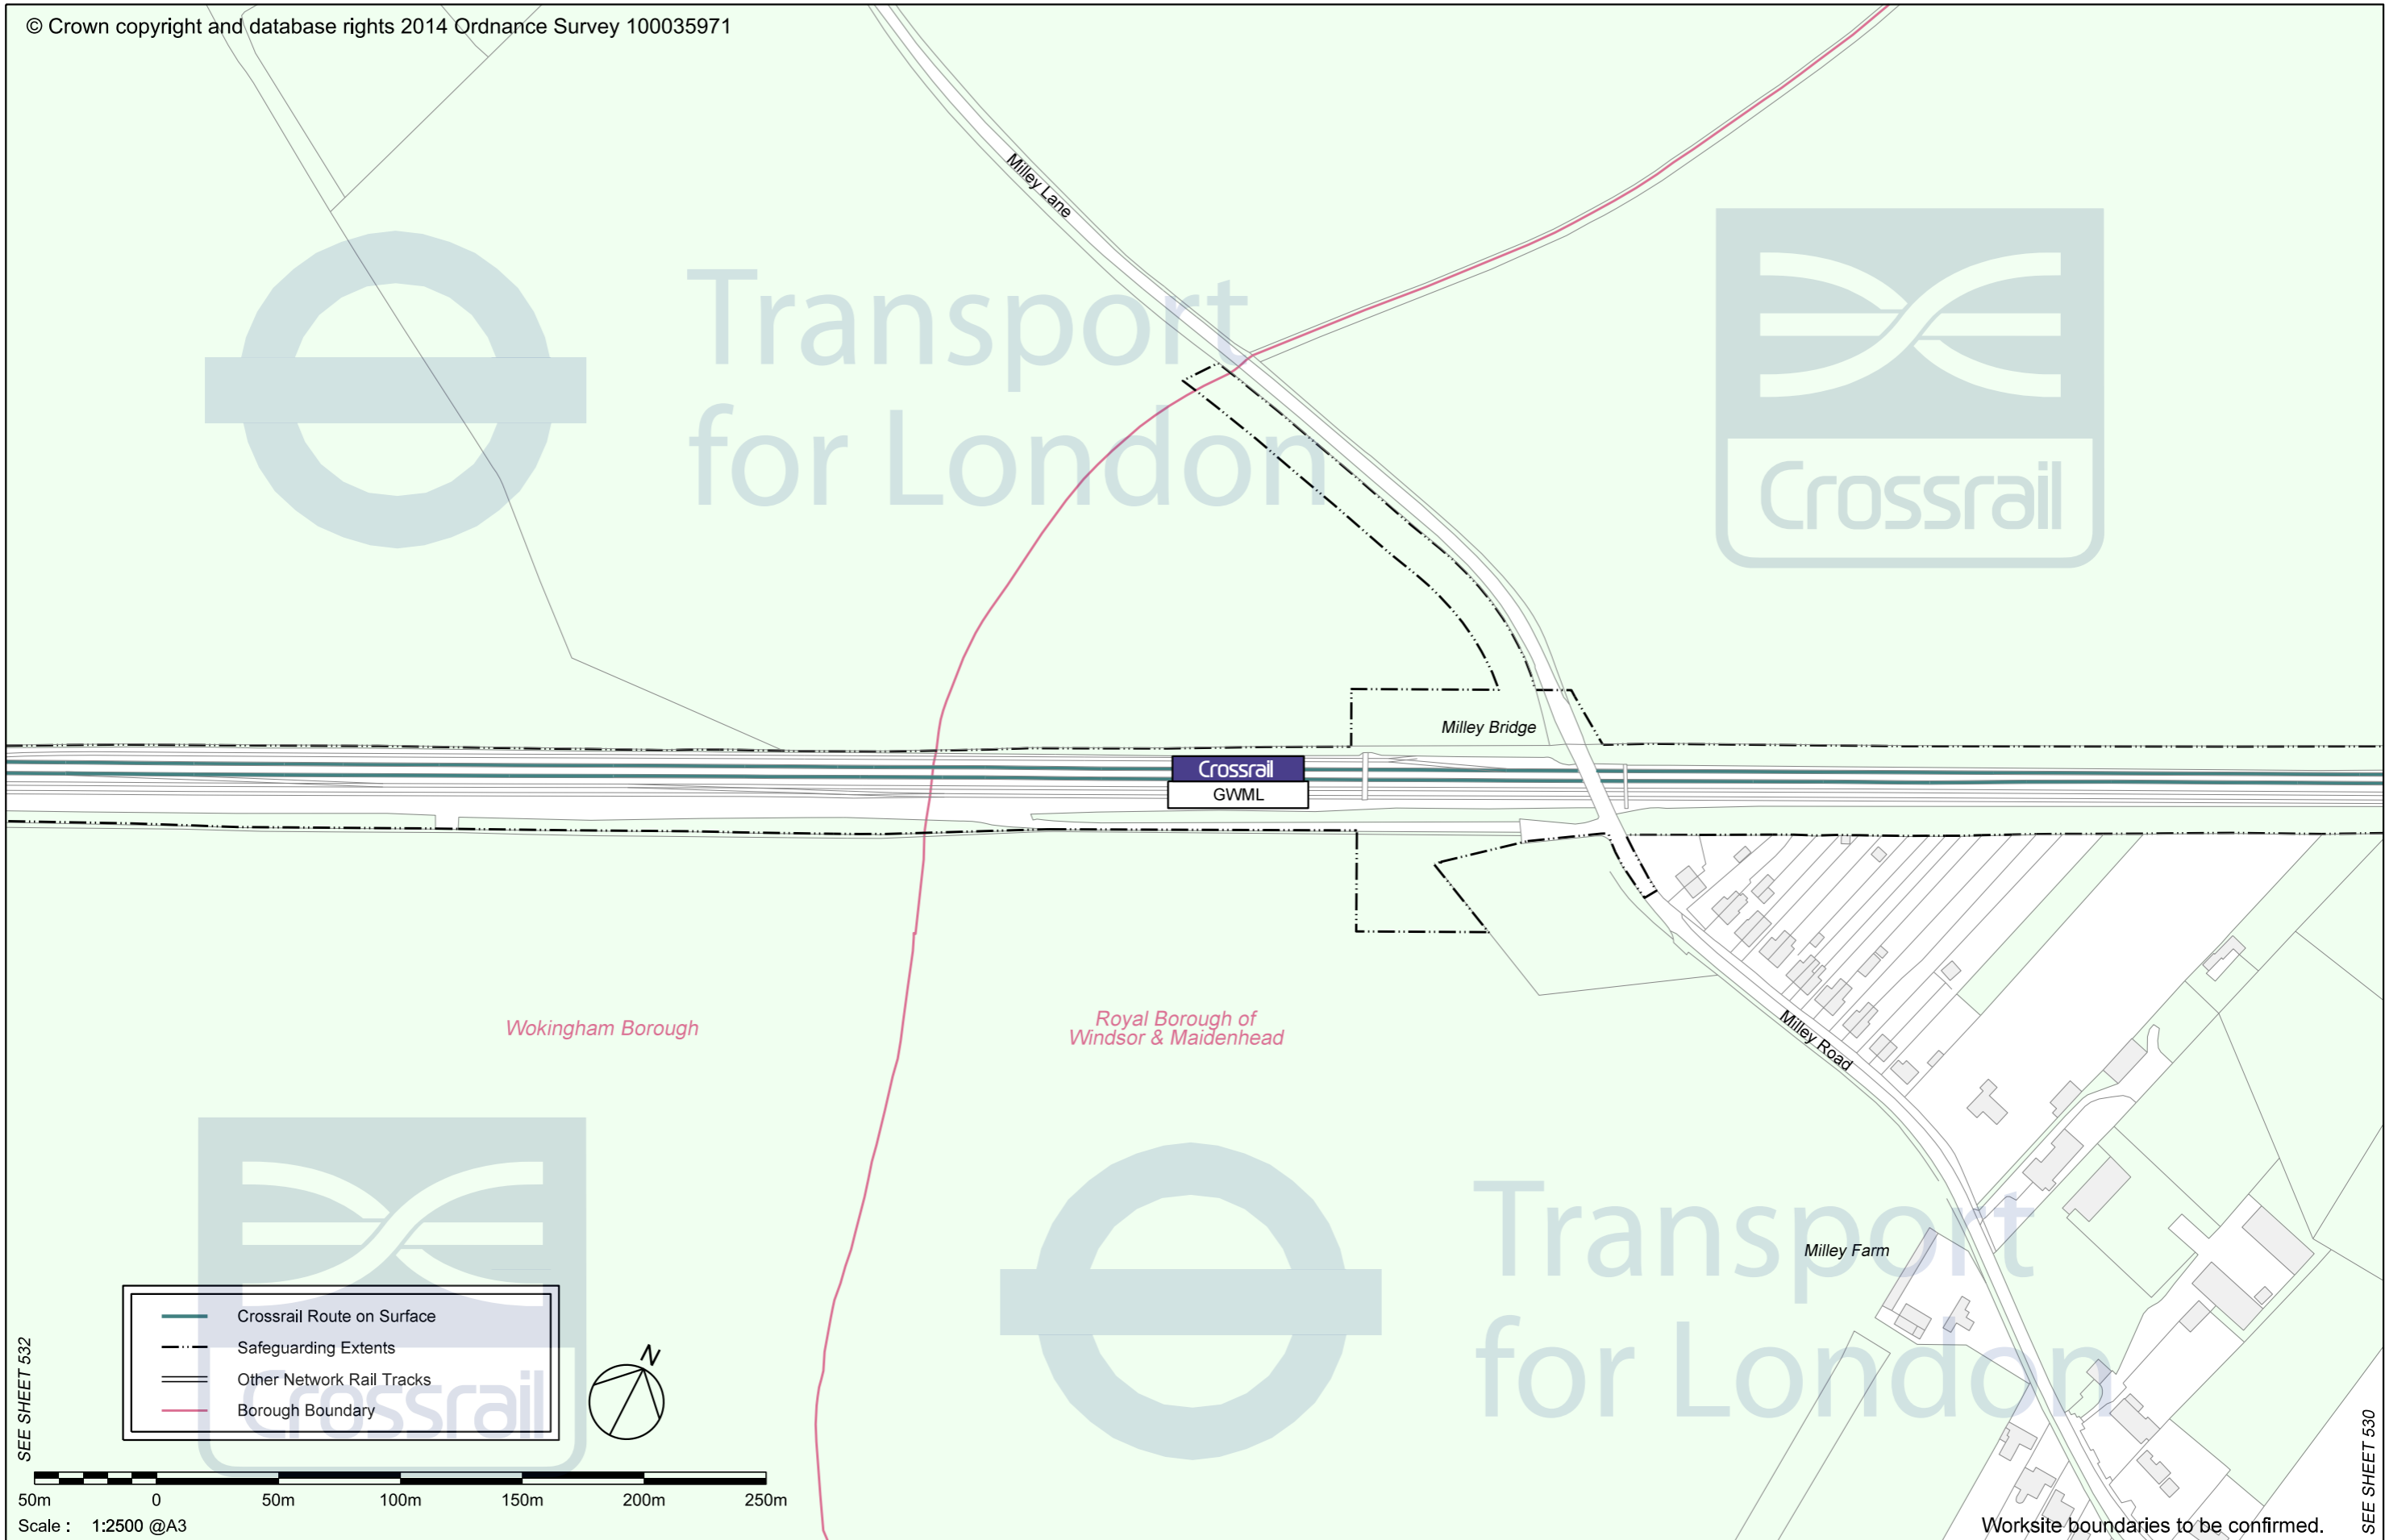 © Crown copyright and database rights 2014 Ordnance Survey 100035971
Milley Lane
Transport
for London
Crossrail
Milley Bridge
Crossrail
GWML
Wokingham Borough
Royal Borough of
Windsor & Maidenhead
Milley Road
Transport
for London
Milley Farm
Crossrail
Crossrail Route on Surface
Safeguarding Extents
Other Network Rail Tracks
Borough Boundary
N
SEE SHEET 532
SEE SHEET 530
50m 0 50m 100m 150m 200m 250m
Scale : 1:2500 @A3
Worksite boundaries to be confirmed.